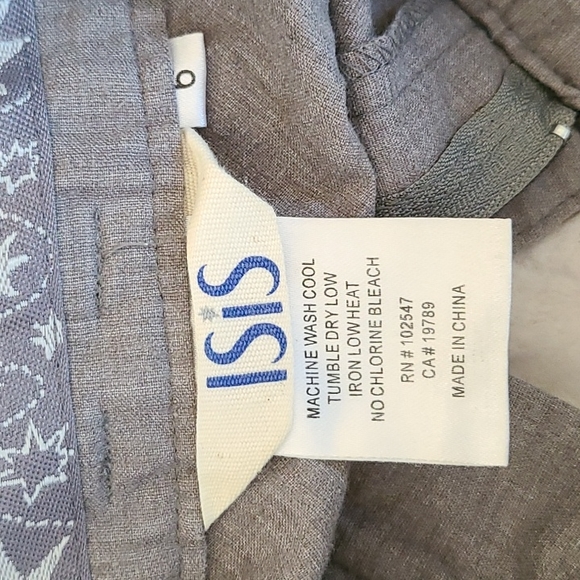 ISIS
MACHINE WASH COOL
TUMBLE DRY LOW
IRON LOW HEAT
NO CHLORINE BLEACH
RN# 102547
CA# 19789
MADE IN CHINA